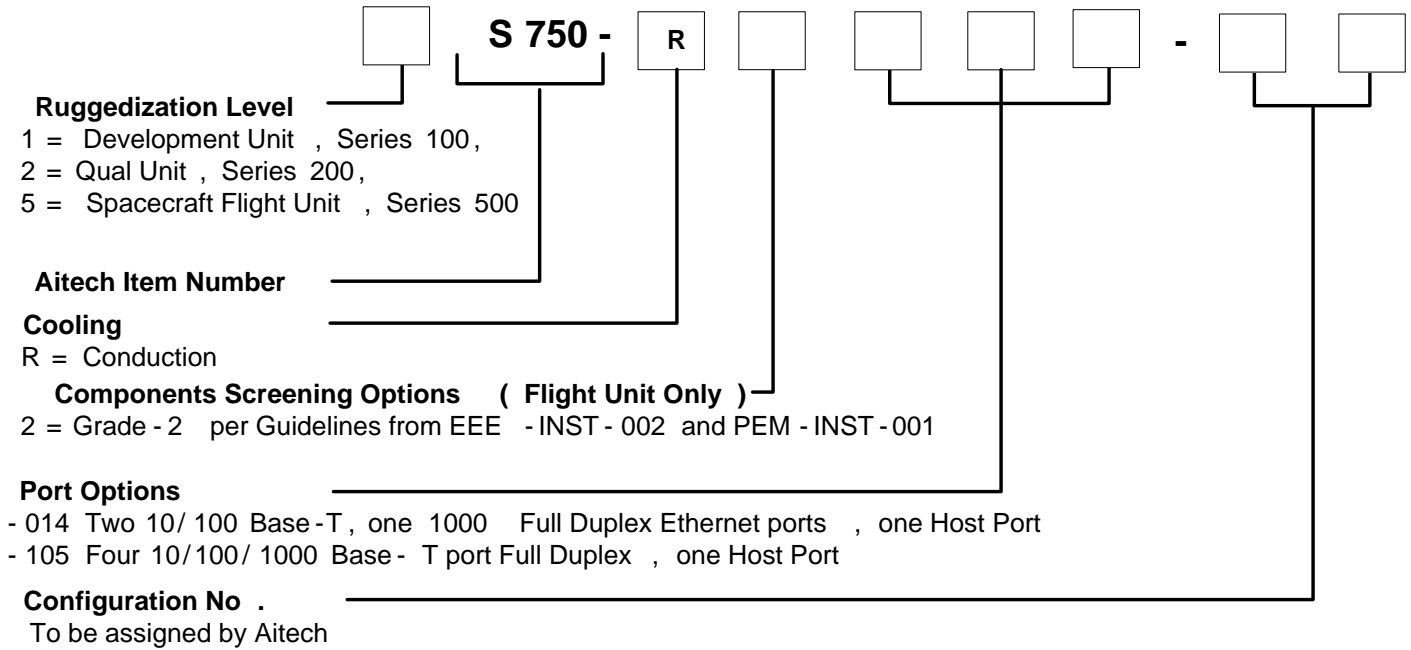 S 750 - R -
Ruggedization Level
1 = Development Unit , Series 100,
2 = Qual Unit , Series 200,
5 = Spacecraft Flight Unit , Series 500
Aitech Item Number
Cooling
R = Conduction
Components Screening Options ( Flight Unit Only )
2 = Grade - 2 per Guidelines from EEE - INST - 002 and PEM - INST - 001
Port Options
- 014 Two 10/ 100 Base - T, one 1000 Full Duplex Ethernet ports , one Host Port
- 105 Four 10/100/ 1000 Base - T port Full Duplex , one Host Port
Configuration No .
To be assigned by Aitech